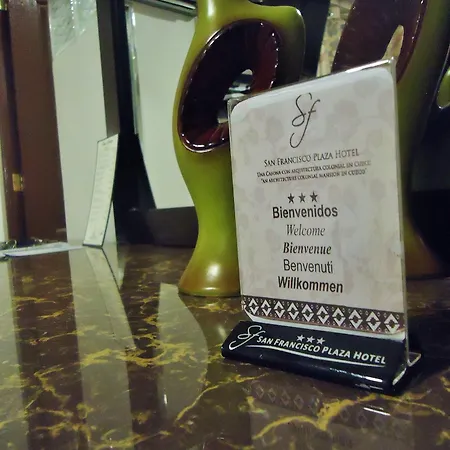 Sf
SAN FRANCISCO PLAZA HOTEL
UNA CASONA CON ARQUITECTURA COLONIAL EN CUSCO
"AN ARCHITECTURE COLONIAL MANSION IN CUZCO"
Bienvenidos
Welcome
Bienvenue
Benvenuti
Willkommen
Sf SAN FRANCISCO PLAZA HOTEL